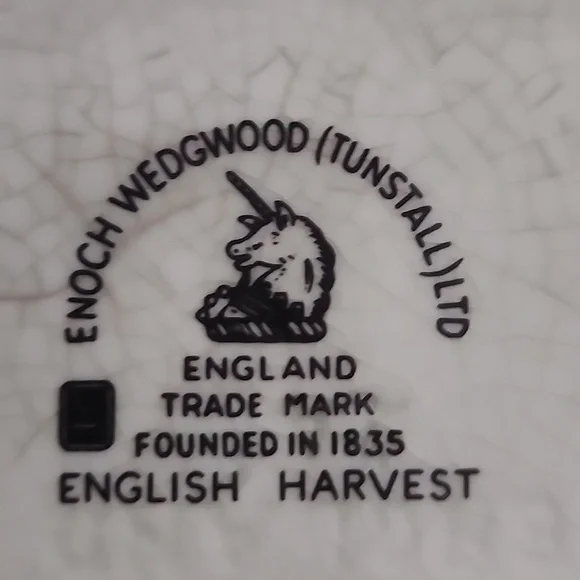 ENOCH WEDGWOOD (TUNSTALL) LTD
ENGLAND
TRADE MARK
FOUNDED IN 1835
ENGLISH HARVEST